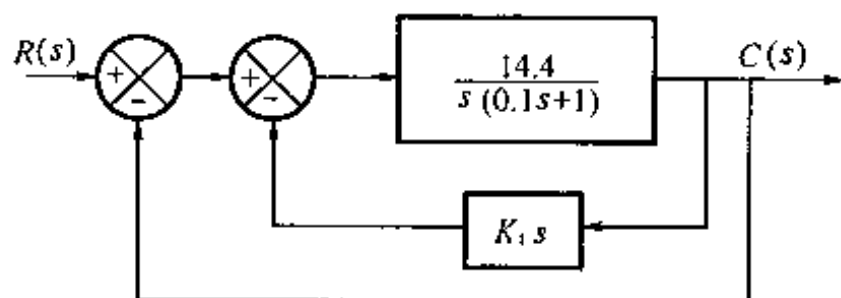 R(s)
+
-
+
-
14.4
s(0.1s+1)
C(s)
K₁s